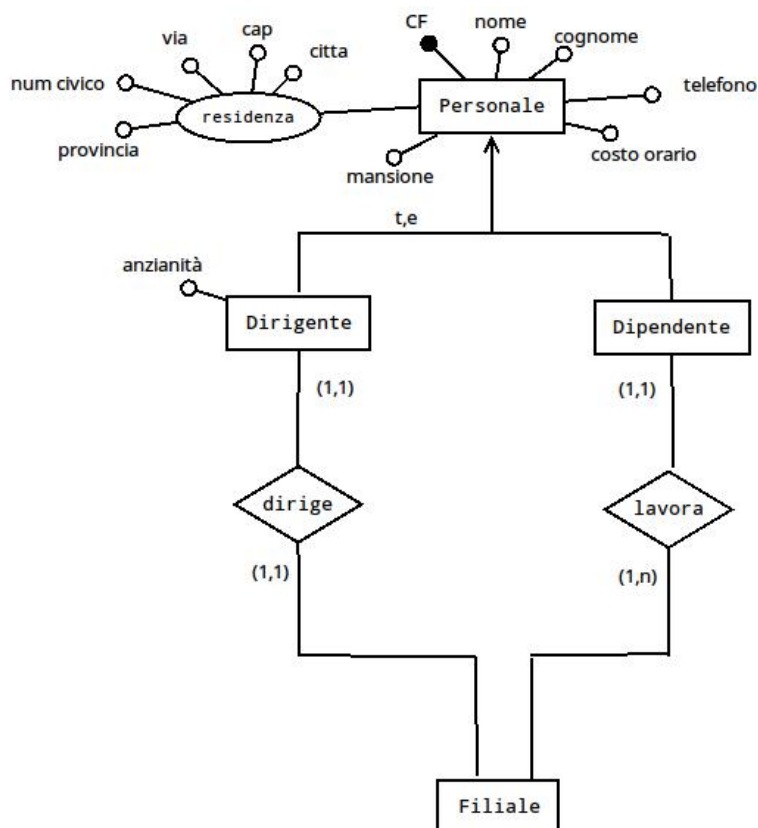 CF
nome
cap
via
citta
cognome
num civico
telefono
residenza
Personale
provincia
costo orario
mansione
t,e
anzianità
Dirigente
Dipendente
(1,1)
(1,1)
dirige
lavora
(1,1)
(1,n)
Filiale